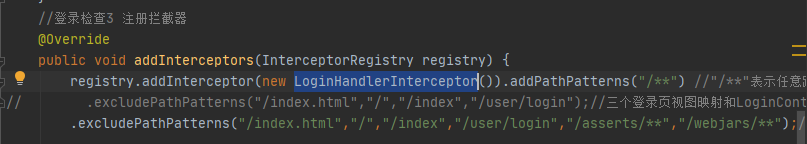 //登录检查3 注册拦截器
@Override
public void addInterceptors(InterceptorRegistry registry) {
registry.addInterceptor(new LoginHandlerInterceptor()).addPathPatterns("/**") //"/**"表示任意
// .excludePathPatterns("/index.html","/","/index","/user/login");//三个登录页视图映射和LoginCont
.excludePathPatterns("/index.html","/","/index","/user/login","/asserts/**","/webjars/**");/